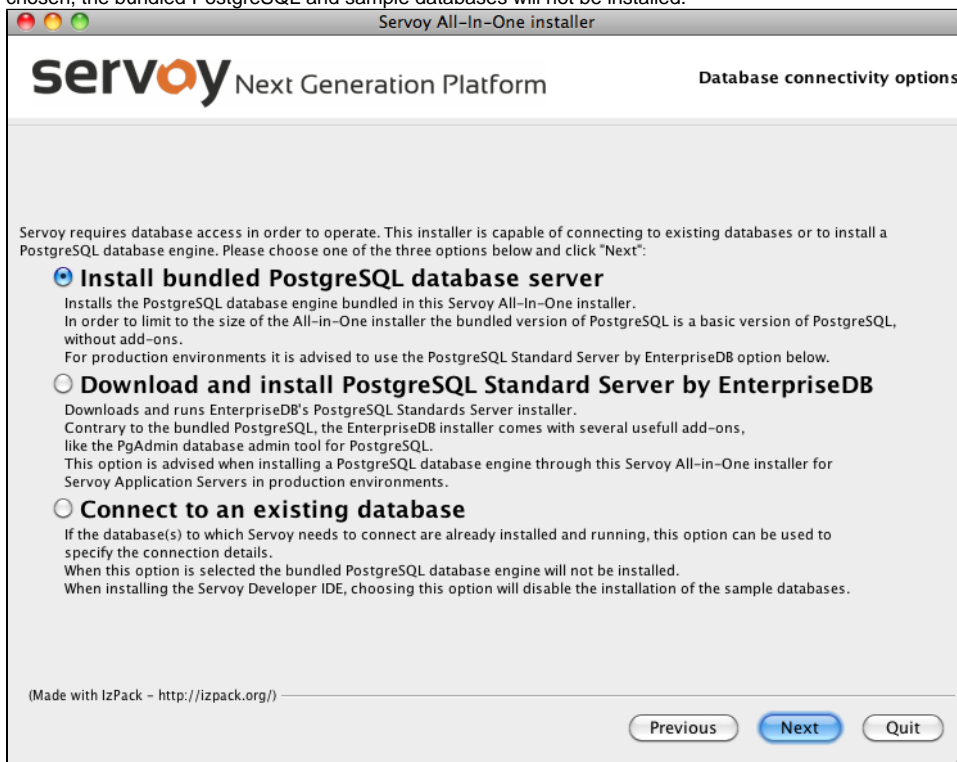 chosen, the bundled PostgreSQL and sample databases will not be installed.
Servoy All-In-One installer
servoy Next Generation Platform
Database connectivity options
Servoy requires database access in order to operate. This installer is capable of connecting to existing databases or to install a
PostgreSQL database engine. Please choose one of the three options below and click "Next":
Install bundled PostgreSQL database server
Installs the PostgreSQL database engine bundled in this Servoy All-In-One installer.
In order to limit to the size of the All-in-One installer the bundled version of PostgreSQL is a basic version of PostgreSQL,
without add-ons.
For production environments it is advised to use the PostgreSQL Standard Server by EnterpriseDB option below.
Download and install PostgreSQL Standard Server by EnterpriseDB
Downloads and runs EnterpriseDB's PostgreSQL Standards Server installer.
Contrary to the bundled PostgreSQL, the EnterpriseDB installer comes with several usefull add-ons,
like the PgAdmin database admin tool for PostgreSQL.
This option is advised when installing a PostgreSQL database engine through this Servoy All-in-One installer for
Servoy Application Servers in production environments.
Connect to an existing database
If the database(s) to which Servoy needs to connect are already installed and running, this option can be used to
specify the connection details.
When this option is selected the bundled PostgreSQL database engine will not be installed.
When installing the Servoy Developer IDE, choosing this option will disable the installation of the sample databases.
(Made with IzPack - http://izpack.org/)
Previous Next Quit